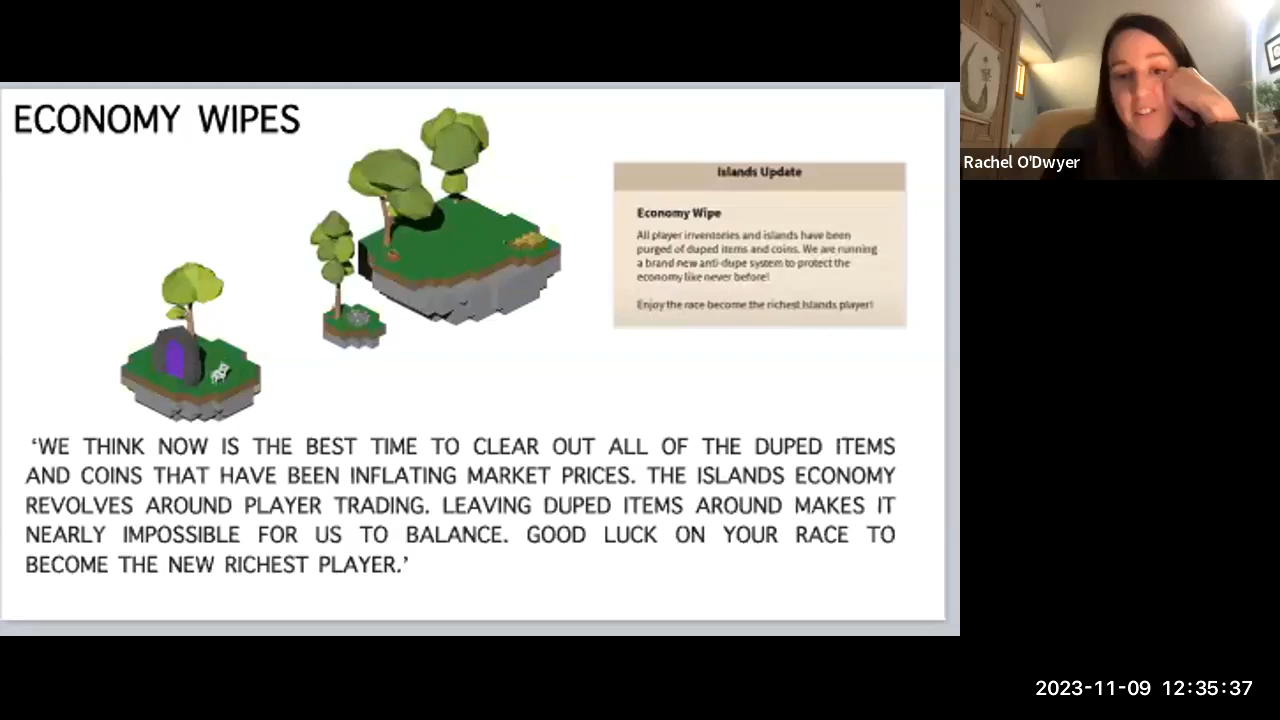 ECONOMY WIPES
Islands Update
Economy Wipe
All player inventories and islands have been
purged of duped items and coins. We are running
a brand new anti-dupe system to protect the
economy like never before!
Enjoy the race become the richest Islands player!
‘WE THINK NOW IS THE BEST TIME TO CLEAR OUT ALL OF THE DUPED ITEMS
AND COINS THAT HAVE BEEN INFLATING MARKET PRICES. THE ISLANDS ECONOMY
REVOLVES AROUND PLAYER TRADING. LEAVING DUPED ITEMS AROUND MAKES IT
NEARLY IMPOSSIBLE FOR US TO BALANCE. GOOD LUCK ON YOUR RACE TO
BECOME THE NEW RICHEST PLAYER.’
Rachel O'Dwyer
2023-11-09 12:35:37